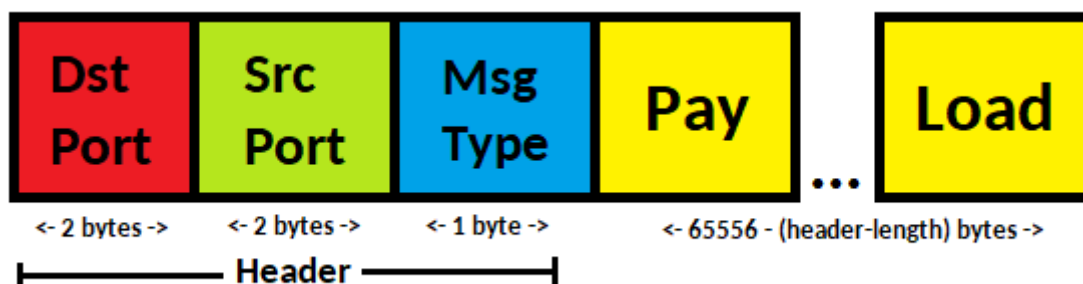 Dst
Port
Src
Port
Msg
Type
Pay
...
Load
<- 2 bytes ->
<- 2 bytes ->
<- 1 byte ->
<- 65556 - (header-length) bytes ->
Header